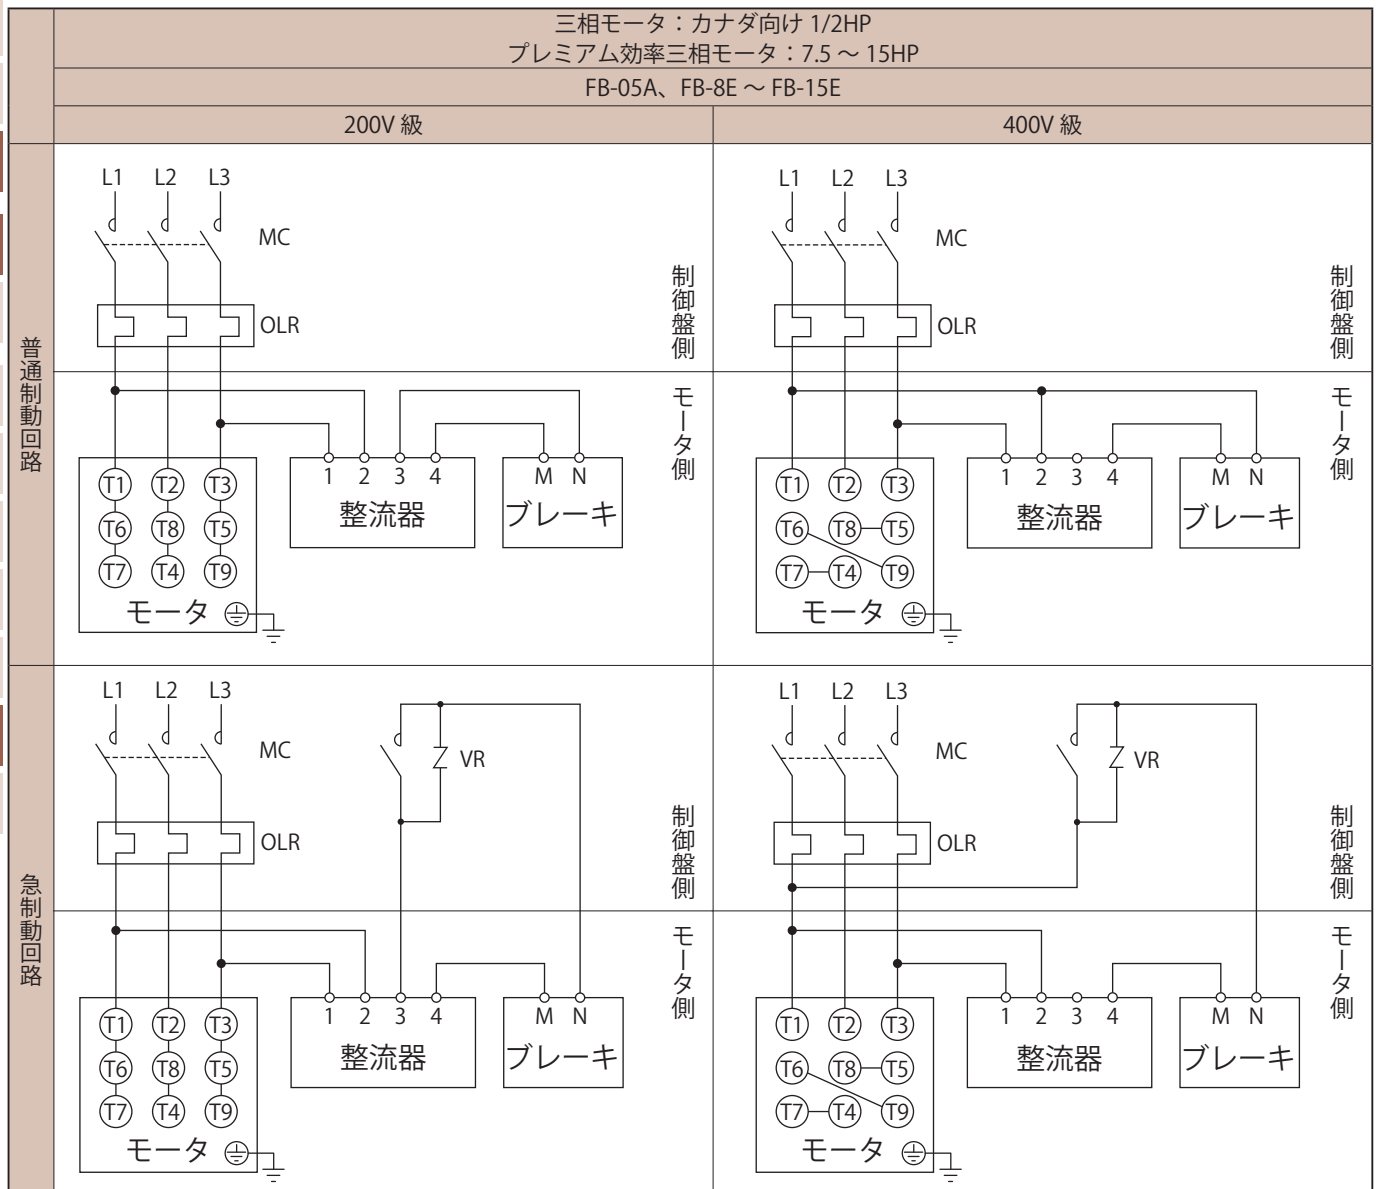 三相モータ：カナダ向け 1/2HP
プレミアム効率三相モータ：7.5 ～ 15HP
FB-05A、FB-8E ～ FB-15E
200V 級
400V 級
普通制動回路
L1 L2 L3
MC
OLR
制御盤側
モータ側
T1 T2 T3
T6 T8 T5
T7 T4 T9
モータ
1 2 3 4
整流器
M N
ブレーキ
L1 L2 L3
MC
OLR
制御盤側
モータ側
T1 T2 T3
T6 T8 T5
T7 T4 T9
モータ
1 2 3 4
整流器
M N
ブレーキ
急制動回路
L1 L2 L3
MC
VR
OLR
制御盤側
モータ側
T1 T2 T3
T6 T8 T5
T7 T4 T9
モータ
1 2 3 4
整流器
M N
ブレーキ
L1 L2 L3
MC
VR
OLR
制御盤側
モータ側
T1 T2 T3
T6 T8 T5
T7 T4 T9
モータ
1 2 3 4
整流器
M N
ブレーキ